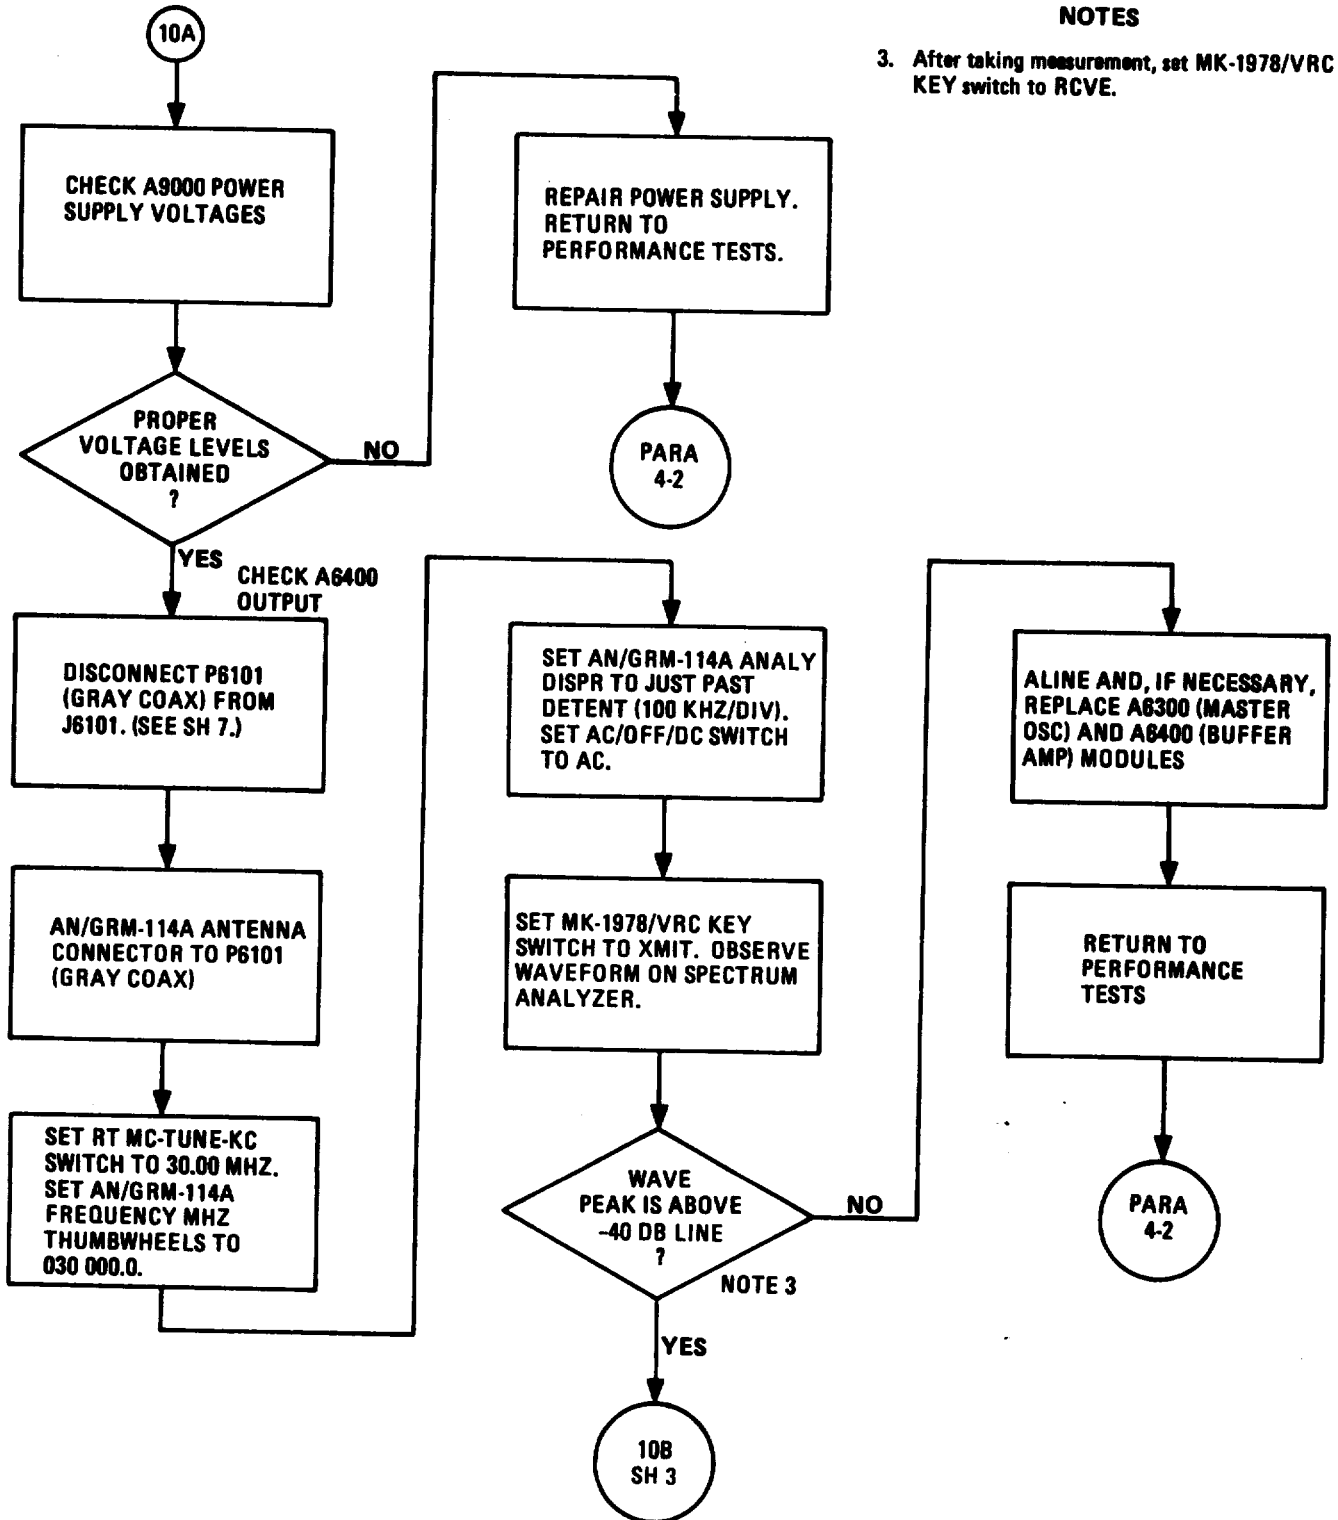 NOTES
3. After taking measurement, set MK-1978/VRC
KEY switch to RCVE.
10A
CHECK A9000 POWER
SUPPLY VOLTAGES
REPAIR POWER SUPPLY.
RETURN TO
PERFORMANCE TESTS.
PROPER
VOLTAGE LEVELS
OBTAINED
?
NO
PARA
4-2
YES
CHECK A6400
OUTPUT
DISCONNECT P6101
(GRAY COAX) FROM
J6101. (SEE SH 7.)
AN/GRM-114A ANTENNA
CONNECTOR TO P6101
(GRAY COAX)
SET RT MC-TUNE-KC
SWITCH TO 30.00 MHZ.
SET AN/GRM-114A
FREQUENCY MHZ
THUMBWHEELS TO
030 000.0.
SET AN/GRM-114A ANALY
DISPR TO JUST PAST
DETENT (100 KHZ/DIV).
SET AC/OFF/DC SWITCH
TO AC.
SET MK-1978/VRC KEY
SWITCH TO XMIT. OBSERVE
WAVEFORM ON SPECTRUM
ANALYZER.
WAVE
PEAK IS ABOVE
-40 DB LINE
?
NO
NOTE 3
YES
10B
SH 3
ALINE AND, IF NECESSARY,
REPLACE A6300 (MASTER
OSC) AND A6400 (BUFFER
AMP) MODULES
RETURN TO
PERFORMANCE
TESTS
PARA
4-2